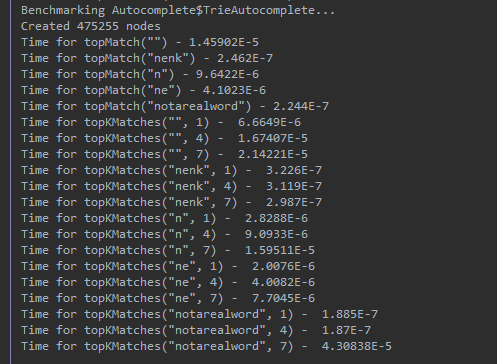 Benchmarking Autocomplete$TrieAutocomplete...
Created 475255 nodes
Time for topMatch("") - 1.45902E-5
Time for topMatch("nenk") - 2.462E-7
Time for topMatch("n") - 9.6422E-6
Time for topMatch("ne") - 4.1023E-6
Time for topMatch("notarealword") - 2.244E-7
Time for topKMatches("", 1) -  6.6649E-6
Time for topKMatches("", 4) -  1.67407E-5
Time for topKMatches("", 7) -  2.14221E-5
Time for topKMatches("nenk", 1) -  3.226E-7
Time for topKMatches("nenk", 4) -  3.119E-7
Time for topKMatches("nenk", 7) -  2.987E-7
Time for topKMatches("n", 1) -  2.8288E-6
Time for topKMatches("n", 4) -  9.0933E-6
Time for topKMatches("n", 7) -  1.59511E-5
Time for topKMatches("ne", 1) -  2.0076E-6
Time for topKMatches("ne", 4) -  4.0082E-6
Time for topKMatches("ne", 7) -  7.7045E-6
Time for topKMatches("notarealword", 1) -  1.885E-7
Time for topKMatches("notarealword", 4) -  1.87E-7
Time for topKMatches("notarealword", 7) -  4.30838E-5